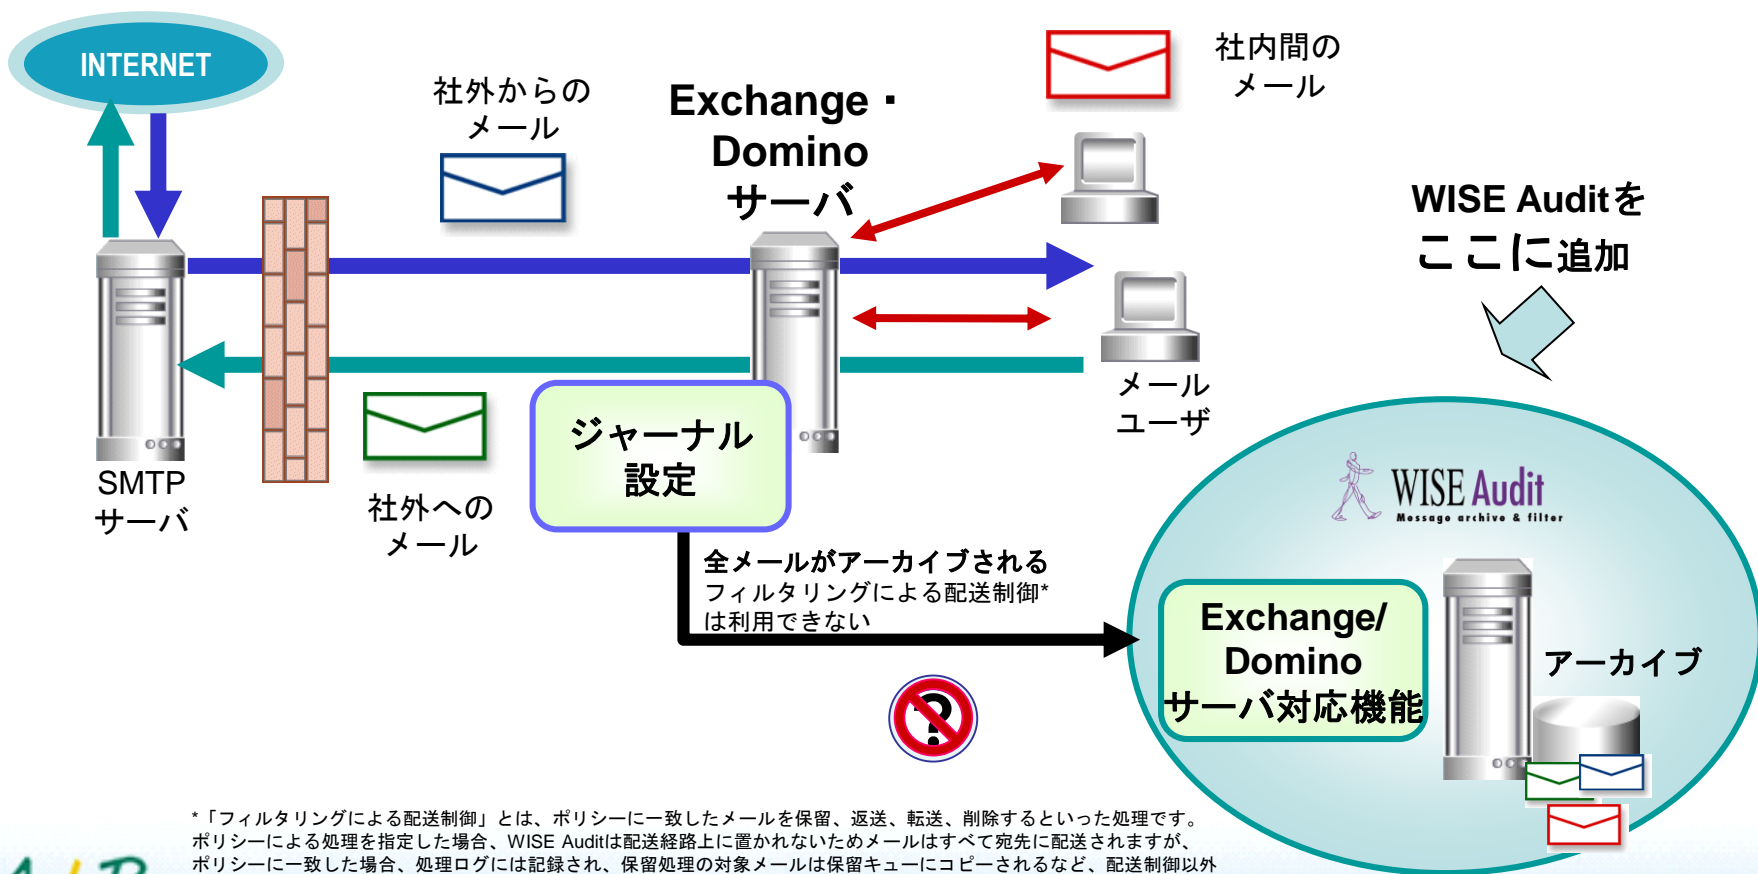 INTERNET
社外からの
メール
Exchange・
Domino
サーバ
社内間の
メール
WISE Auditを
ここに追加
SMTP
サーバ
社外への
メール
ジャーナル
設定
メール
ユーザ
全メールがアーカイブされる
フィルタリングによる配送制御*
は利用できない
?
WISE Audit
Message archive & filter
Exchange/
Domino
サーバ対応機能
アーカイブ
*「フィルタリングによる配送制御」とは、ポリシーに一致したメールを保留、返送、転送、削除するといった処理です。
ポリシーによる処理を指定した場合、WISE Auditは配送経路上に置かれないためメールはすべて宛先に配送されますが、
ポリシーに一致した場合、処理ログには記録され、保留処理の対象メールは保留キューにコピーされるなど、配送制御以外